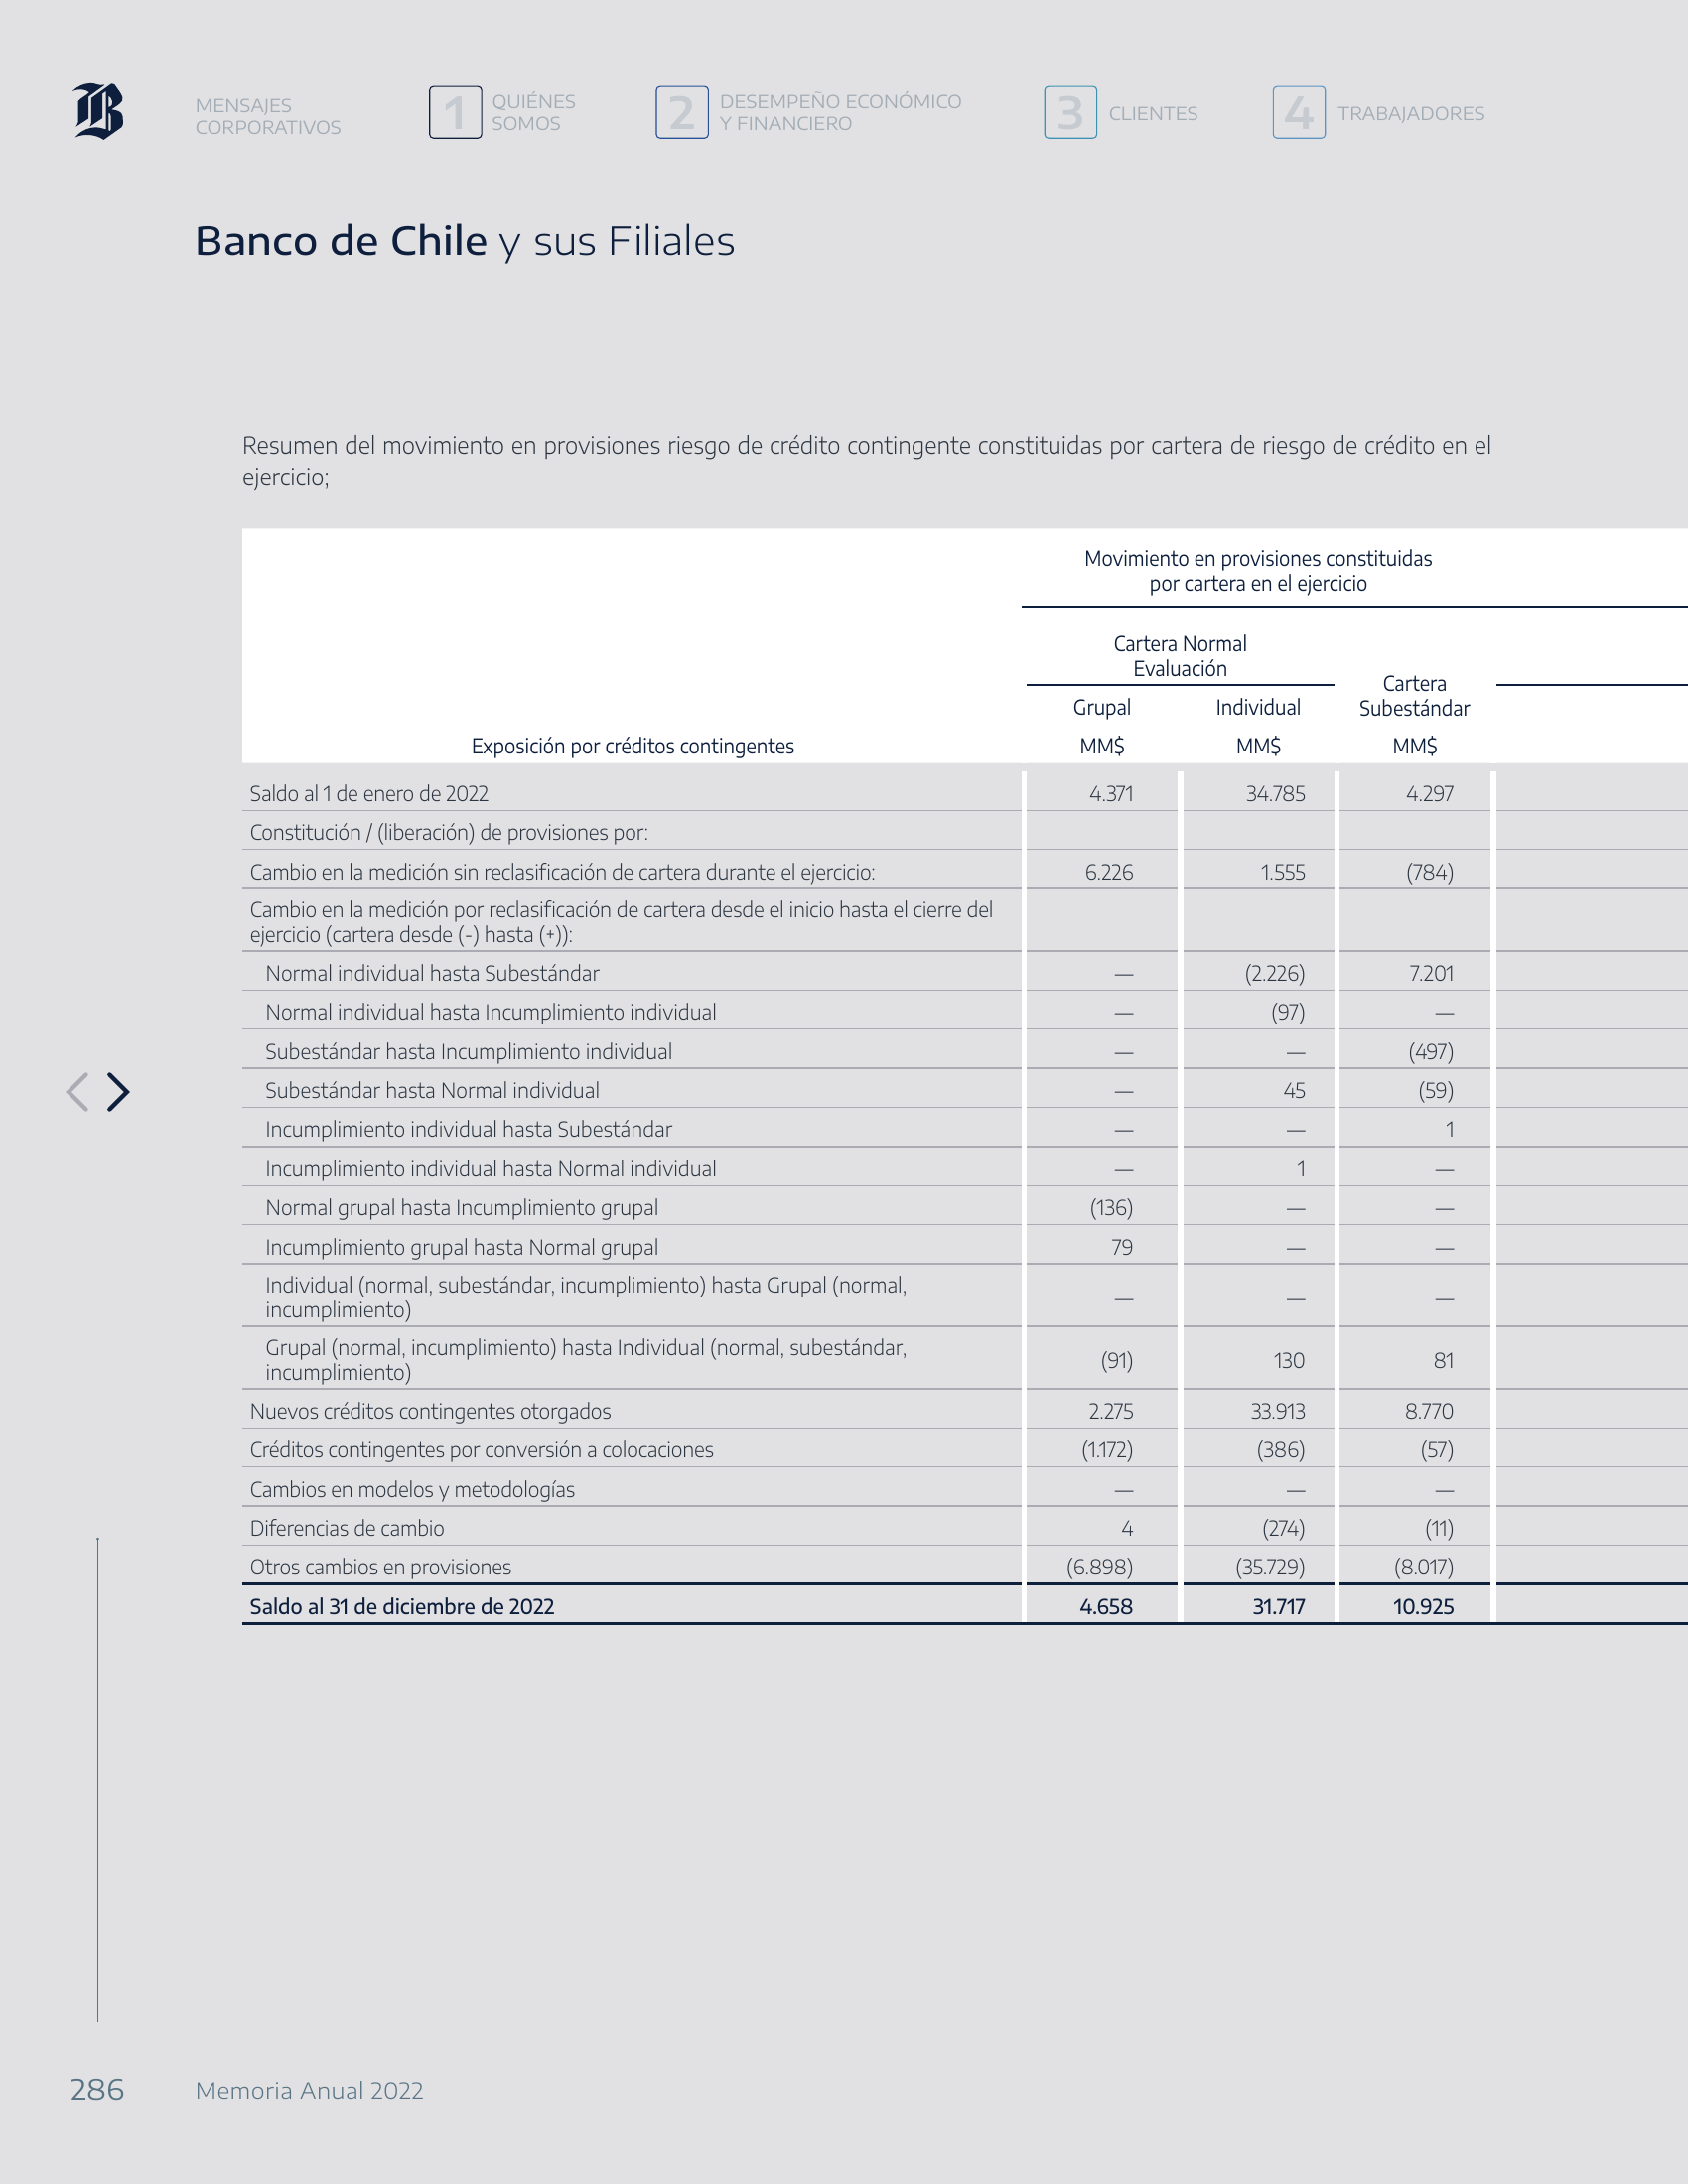 MENSAJES
CORPORATIVOS
1 QUIÉNES
SOMOS
2 DESEMPEÑO ECONÓMICO
Y FINANCIERO
3 CLIENTES
4 TRABAJADORES
Banco de Chile y sus Filiales
Resumen del movimiento en provisiones riesgo de crédito contingente constituidas por cartera de riesgo de crédito en el
ejercicio;
Movimiento en provisiones constituidas
por cartera en el ejercicio
Cartera Normal
Evaluación
Cartera
Subestándar
Grupal Individual
Exposición por créditos contingentes MM$ MM$ MM$
Saldo al 1 de enero de 2022 4.371 34.785 4.297
Constitución / (liberación) de provisiones por:
Cambio en la medición sin reclasificación de cartera durante el ejercicio: 6.226 1.555 (784)
Cambio en la medición por reclasificación de cartera desde el inicio hasta el cierre del
ejercicio (cartera desde (-) hasta (+)):
Normal individual hasta Subestándar — (2.226) 7.201
Normal individual hasta Incumplimiento individual — (97) —
Subestándar hasta Incumplimiento individual — — (497)
Subestándar hasta Normal individual — 45 (59)
Incumplimiento individual hasta Subestándar — — 1
Incumplimiento individual hasta Normal individual — 1 —
Normal grupal hasta Incumplimiento grupal (136) — —
Incumplimiento grupal hasta Normal grupal 79 — —
Individual (normal, subestándar, incumplimiento) hasta Grupal (normal,
incumplimiento) — — —
Grupal (normal, incumplimiento) hasta Individual (normal, subestándar,
incumplimiento) (91) 130 81
Nuevos créditos contingentes otorgados 2.275 33.913 8.770
Créditos contingentes por conversión a colocaciones (1.172) (386) (57)
Cambios en modelos y metodologías — — —
Diferencias de cambio 4 (274) (11)
Otros cambios en provisiones (6.898) (35.729) (8.017)
Saldo al 31 de diciembre de 2022 4.658 31.717 10.925
286 Memoria Anual 2022